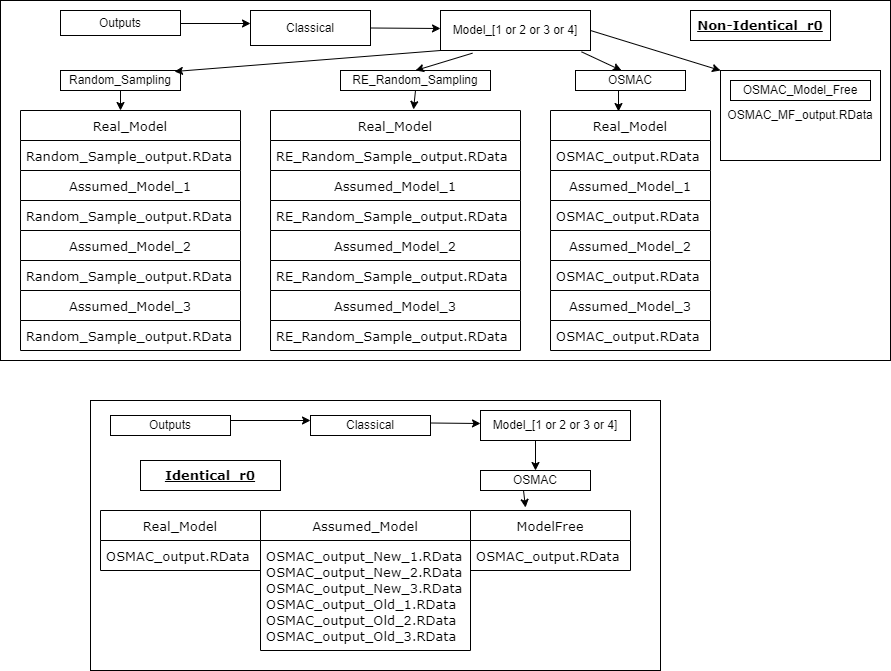 Outputs
Classical
Model_[1 or 2 or 3 or 4]
Non-Identical_r0
Random_Sampling
RE_Random_Sampling
OSMAC
OSMAC_Model_Free
OSMAC_MF_output.RData
Real_Model
Random_Sample_output.RData
Assumed_Model_1
Random_Sample_output.RData
Assumed_Model_2
Random_Sample_output.RData
Assumed_Model_3
Random_Sample_output.RData
Real_Model
RE_Random_Sample_output.RData
Assumed_Model_1
RE_Random_Sample_output.RData
Assumed_Model_2
RE_Random_Sample_output.RData
Assumed_Model_3
RE_Random_Sample_output.RData
Real_Model
OSMAC_output.RData
Assumed_Model_1
OSMAC_output.RData
Assumed_Model_2
OSMAC_output.RData
Assumed_Model_3
OSMAC_output.RData
Outputs
Classical
Model_[1 or 2 or 3 or 4]
Identical_r0
OSMAC
Real_Model
OSMAC_output.RData
Assumed_Model
OSMAC_output_New_1.RData
OSMAC_output_New_2.RData
OSMAC_output_New_3.RData
OSMAC_output_Old_1.RData
OSMAC_output_Old_2.RData
OSMAC_output_Old_3.RData
ModelFree
OSMAC_output.RData